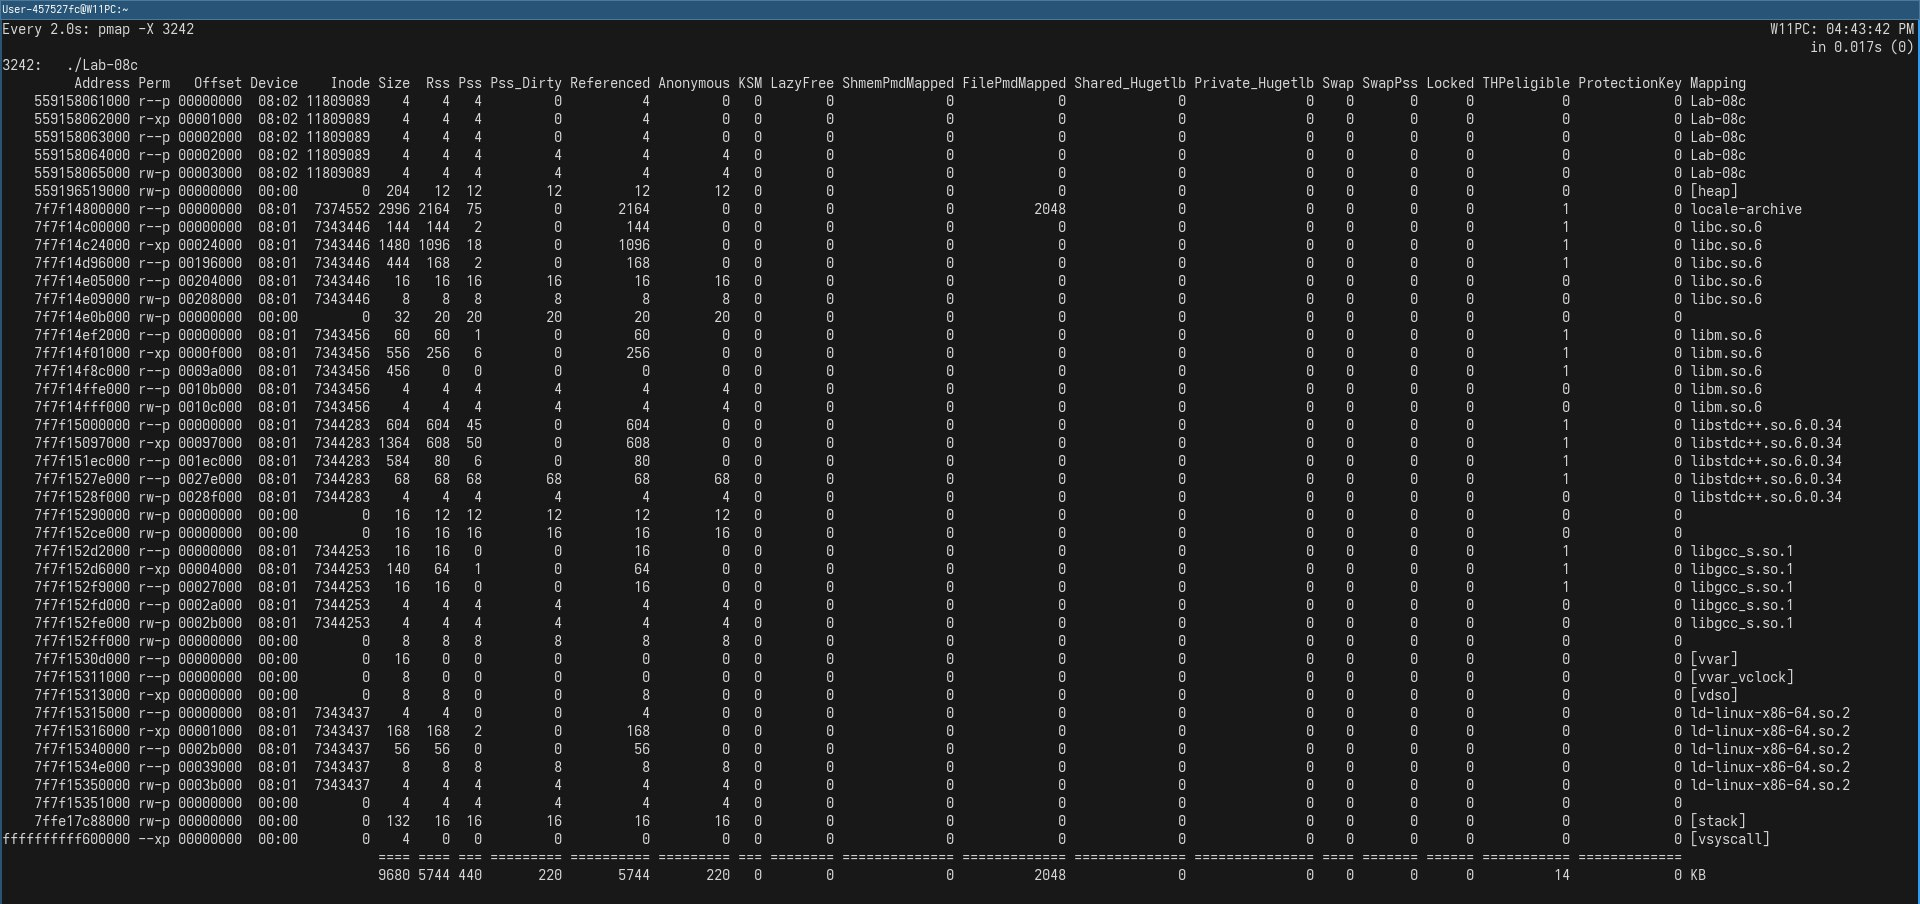 User-457527fc@W11PC:~
Every 2.0s: pmap -X 3242 W11PC: 04:43:42 PM
in 0.017s (0)
3242: ./Lab-08c
Address Perm Offset Device Inode Size Rss Pss Pss_Dirty Referenced Anonymous KSM LazyFree ShmemPmdMapped FilePmdMapped Shared_Hugetlb Private_Hugetlb Swap SwapPss Locked THPeligible ProtectionKey Mapping
559158061000 r--p 00000000 08:02 11809089 4 4 4 0 4 0 0 0 0 0 0 0 0 0 0 0 0 Lab-08c
559158062000 r-xp 00001000 08:02 11809089 4 4 4 0 4 0 0 0 0 0 0 0 0 0 0 0 0 Lab-08c
559158063000 r--p 00002000 08:02 11809089 4 4 4 0 4 0 0 0 0 0 0 0 0 0 0 0 0 Lab-08c
559158064000 r--p 00002000 08:02 11809089 4 4 4 4 4 4 0 0 0 0 0 0 0 0 0 0 0 Lab-08c
559158065000 rw-p 00003000 08:02 11809089 4 4 4 4 4 4 0 0 0 0 0 0 0 0 0 0 0 Lab-08c
559196519000 rw-p 00000000 00:00 0 204 12 12 12 12 12 0 0 0 0 0 0 0 0 0 0 0 [heap]
7f7f14800000 r--p 00000000 08:01 7374552 2996 2164 75 0 2164 0 0 0 0 2048 0 0 0 0 0 1 0 locale-archive
7f7f14c00000 r--p 00000000 08:01 7343446 144 144 2 0 144 0 0 0 0 0 0 0 0 0 0 1 0 libc.so.6
7f7f14c24000 r-xp 00024000 08:01 7343446 1480 1096 18 0 1096 0 0 0 0 0 0 0 0 0 0 1 0 libc.so.6
7f7f14d96000 r--p 00196000 08:01 7343446 444 168 2 0 168 0 0 0 0 0 0 0 0 0 0 1 0 libc.so.6
7f7f14e05000 r--p 00204000 08:01 7343446 16 16 16 16 16 16 0 0 0 0 0 0 0 0 0 0 0 libc.so.6
7f7f14e09000 rw-p 00208000 08:01 7343446 8 8 8 8 8 8 0 0 0 0 0 0 0 0 0 0 0 libc.so.6
7f7f14e0b000 rw-p 00000000 00:00 0 32 20 20 20 20 20 0 0 0 0 0 0 0 0 0 0 0
7f7f14ef2000 r--p 00000000 08:01 7343456 60 60 1 0 60 0 0 0 0 0 0 0 0 0 0 1 0 libm.so.6
7f7f14f01000 r-xp 0000f000 08:01 7343456 556 256 6 0 256 0 0 0 0 0 0 0 0 0 0 1 0 libm.so.6
7f7f14f8c000 r--p 0009a000 08:01 7343456 456 0 0 0 0 0 0 0 0 0 0 0 0 0 0 1 0 libm.so.6
7f7f14ffe000 r--p 0010b000 08:01 7343456 4 4 4 4 4 4 0 0 0 0 0 0 0 0 0 0 0 libm.so.6
7f7f14fff000 rw-p 0010c000 08:01 7343456 4 4 4 4 4 4 0 0 0 0 0 0 0 0 0 0 0 libm.so.6
7f7f15000000 r--p 00000000 08:01 7344283 604 604 45 0 604 0 0 0 0 0 0 0 0 0 0 1 0 libstdc++.so.6.0.34
7f7f15097000 r-xp 00097000 08:01 7344283 1364 608 50 0 608 0 0 0 0 0 0 0 0 0 0 1 0 libstdc++.so.6.0.34
7f7f151ec000 r--p 001ec000 08:01 7344283 584 80 6 0 80 0 0 0 0 0 0 0 0 0 0 1 0 libstdc++.so.6.0.34
7f7f1527e000 r--p 0027e000 08:01 7344283 68 68 68 68 68 68 0 0 0 0 0 0 0 0 0 1 0 libstdc++.so.6.0.34
7f7f1528f000 rw-p 0028f000 08:01 7344283 4 4 4 4 4 4 0 0 0 0 0 0 0 0 0 0 0 libstdc++.so.6.0.34
7f7f15290000 rw-p 00000000 00:00 0 16 12 12 12 12 12 0 0 0 0 0 0 0 0 0 0 0
7f7f152ce000 rw-p 00000000 00:00 0 16 16 16 16 16 16 0 0 0 0 0 0 0 0 0 0 0
7f7f152d2000 r--p 00000000 08:01 7344253 16 16 0 0 16 0 0 0 0 0 0 0 0 0 0 1 0 libgcc_s.so.1
7f7f152d6000 r-xp 00004000 08:01 7344253 140 64 1 0 64 0 0 0 0 0 0 0 0 0 0 1 0 libgcc_s.so.1
7f7f152f9000 r--p 00027000 08:01 7344253 16 16 0 0 16 0 0 0 0 0 0 0 0 0 0 1 0 libgcc_s.so.1
7f7f152fd000 r--p 0002a000 08:01 7344253 4 4 4 4 4 4 0 0 0 0 0 0 0 0 0 0 0 libgcc_s.so.1
7f7f152fe000 rw-p 0002b000 08:01 7344253 4 4 4 4 4 4 0 0 0 0 0 0 0 0 0 0 0 libgcc_s.so.1
7f7f152ff000 rw-p 00000000 00:00 0 8 8 8 8 8 8 0 0 0 0 0 0 0 0 0 0 0
7f7f1530d000 r--p 00000000 00:00 0 16 0 0 0 0 0 0 0 0 0 0 0 0 0 0 0 0 [vvar]
7f7f15311000 r--p 00000000 00:00 0 8 0 0 0 0 0 0 0 0 0 0 0 0 0 0 0 0 [vvar_vclock]
7f7f15313000 r-xp 00000000 00:00 0 8 8 0 0 8 0 0 0 0 0 0 0 0 0 0 0 0 [vdso]
7f7f15315000 r--p 00000000 08:01 7343437 4 4 0 0 4 0 0 0 0 0 0 0 0 0 0 0 0 ld-linux-x86-64.so.2
7f7f15316000 r-xp 00001000 08:01 7343437 168 168 2 0 168 0 0 0 0 0 0 0 0 0 0 0 0 ld-linux-x86-64.so.2
7f7f15340000 r--p 0002b000 08:01 7343437 56 56 0 0 56 0 0 0 0 0 0 0 0 0 0 0 0 ld-linux-x86-64.so.2
7f7f1534e000 r--p 00039000 08:01 7343437 8 8 8 8 8 8 0 0 0 0 0 0 0 0 0 0 0 ld-linux-x86-64.so.2
7f7f15350000 rw-p 0003b000 08:01 7343437 4 4 4 4 4 4 0 0 0 0 0 0 0 0 0 0 0 ld-linux-x86-64.so.2
7f7f15351000 rw-p 00000000 00:00 0 4 4 4 4 4 4 0 0 0 0 0 0 0 0 0 0 0
7ffe17c88000 rw-p 00000000 00:00 0 132 16 16 16 16 16 0 0 0 0 0 0 0 0 0 0 0 [stack]
ffffffffff600000 --xp 00000000 00:00 0 4 0 0 0 0 0 0 0 0 0 0 0 0 0 0 0 0 [vsyscall]
==== ==== === ========= ========== ========= === ======== ============== ============= ============== =============== ==== ======= ====== =========== =============
9680 5744 440 220 5744 220 0 0 0 2048 0 0 0 0 0 14 0 KB